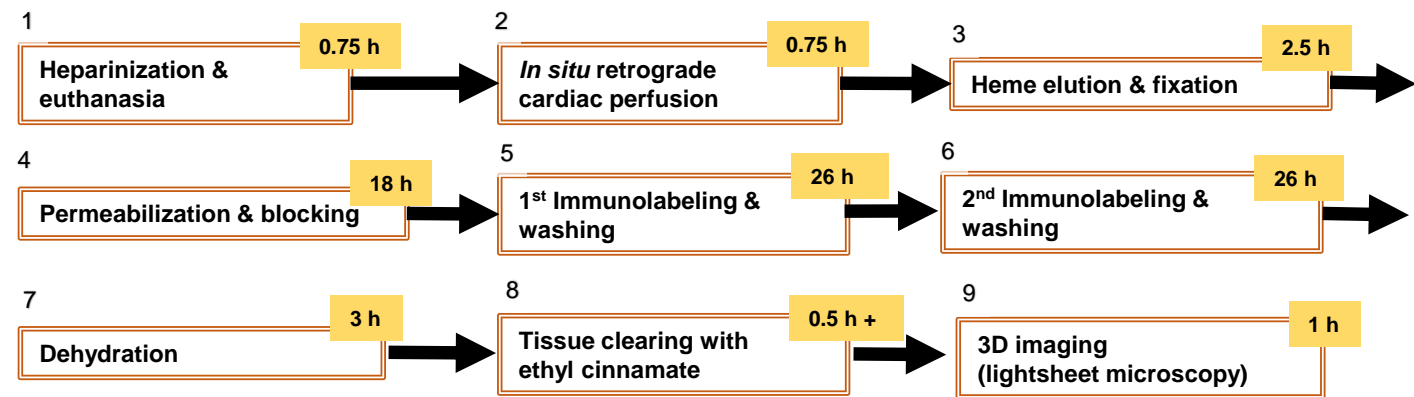 1
0.75 h
Heparinization &
euthanasia
2
0.75 h
In situ retrograde
cardiac perfusion
3
2.5 h
Heme elution & fixation
4
18 h
Permeabilization & blocking
5
26 h
1st Immunolabeling &
washing
6
26 h
2nd Immunolabeling &
washing
7
3 h
Dehydration
8
0.5 h +
Tissue clearing with
ethyl cinnamate
9
1 h
3D imaging
(lightsheet microscopy)